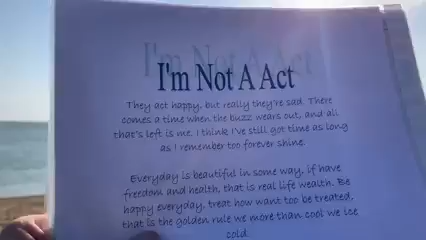 I'm Not A Act
They act happy, but really they're sad. There
comes a time when the buzz wears out, and all
that's left is me. I think I've still got time as long
as I remember too forever shine.
Everyday is beautiful in some way, if have
freedom and health, that is real life wealth. Be
happy everyday, treat how want too be treated,
that is the golden rule we more than cool we ice
cold.